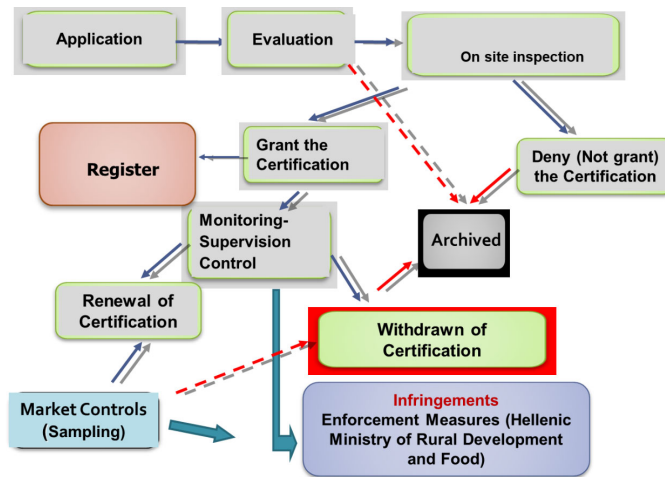 Application
Evaluation
On site inspection
Grant the
Certification
Register
Deny (Not grant)
the Certification
Monitoring-
Supervision
Control
Archived
Renewal of
Certification
Withdrawn of
Certification
Market Controls
(Sampling)
Infringements
Enforcement Measures (Hellenic
Ministry of Rural Development
and Food)